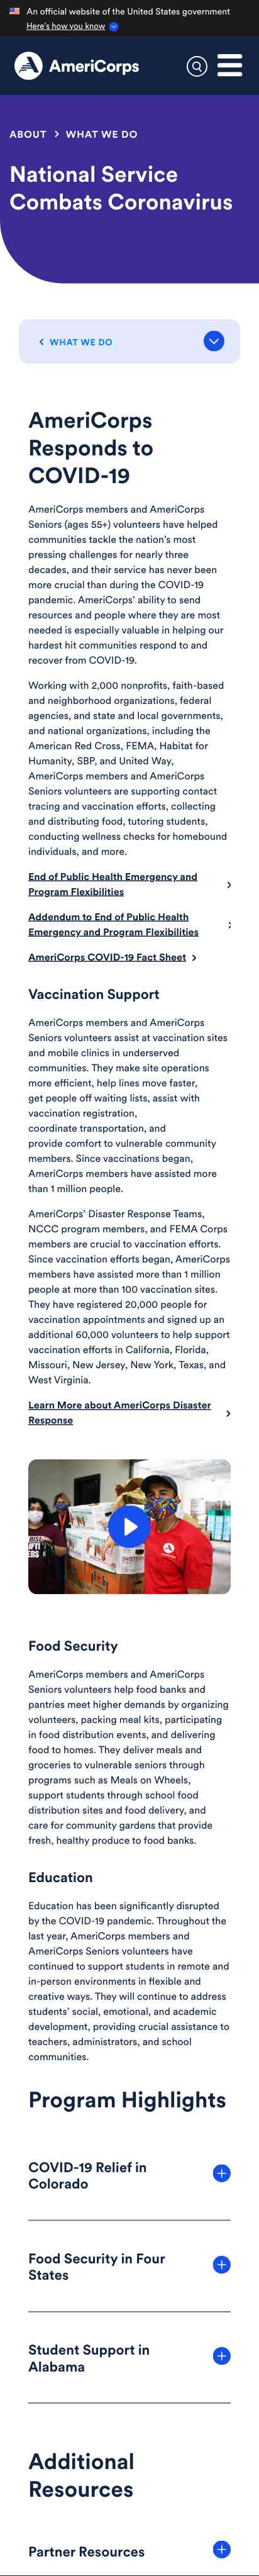 An official website of the United States government
Here's how you know
AmeriCorps
ABOUT > WHAT WE DO
National Service
Combats Coronavirus
WHAT WE DO
AmeriCorps
Responds to
COVID-19
AmeriCorps members and AmeriCorps
Seniors (ages 55+) volunteers have helped
communities tackle the nation's most
pressing challenges for nearly three
decades, and their service has never been
more crucial than during the COVID-19
pandemic. AmeriCorps' ability to send
resources and people where they are most
needed is especially valuable in helping our
hardest hit communities respond to and
recover from COVID-19.
Working with 2,000 nonprofits, faith-based
and neighborhood organizations, federal
agencies, and state and local governments,
and national organizations, including the
American Red Cross, FEMA, Habitat for
Humanity, SBP, and United Way,
AmeriCorps members and AmeriCorps
Seniors volunteers are supporting contact
tracing and vaccination efforts, collecting
and distributing food, tutoring students,
conducting wellness checks for homebound
individuals, and more.
End of Public Health Emergency and
Program Flexibilities
Addendum to End of Public Health
Emergency and Program Flexibilities
AmeriCorps COVID-19 Fact Sheet
Vaccination Support
AmeriCorps members and AmeriCorps
Seniors volunteers assist at vaccination sites
and mobile clinics in underserved
communities. They make site operations
more efficient, help lines move faster,
get people off waiting lists, assist with
vaccination registration,
coordinate transportation, and
provide comfort to vulnerable community
members. Since vaccinations began,
AmeriCorps members have assisted more
than 1 million people.
AmeriCorps' Disaster Response Teams,
NCCC program members, and FEMA Corps
members are crucial to vaccination efforts.
Since vaccination efforts began, AmeriCorps
members have assisted more than 1 million
people at more than 100 vaccination sites.
They have registered 20,000 people for
vaccination appointments and signed up an
additional 60,000 volunteers to help support
vaccination efforts in California, Florida,
Missouri, New Jersey, New York, Texas, and
West Virginia.
Learn More about AmeriCorps Disaster
Response
Food Security
AmeriCorps members and AmeriCorps
Seniors volunteers help food banks and
pantries meet higher demands by organizing
volunteers, packing meal kits, participating
in food distribution events, and delivering
food to homes. They deliver meals and
groceries to vulnerable seniors through
programs such as Meals on Wheels,
support students through school food
distribution sites and food delivery, and
care for community gardens that provide
fresh, healthy produce to food banks.
Education
Education has been significantly disrupted
by the COVID-19 pandemic. Throughout the
last year, AmeriCorps members and
AmeriCorps Seniors volunteers have
continued to support students in remote and
in-person environments in flexible and
creative ways. They will continue to address
students' social, emotional, and academic
development, providing crucial assistance to
teachers, administrators, and school
communities.
Program Highlights
COVID-19 Relief in
Colorado
Food Security in Four
States
Student Support in
Alabama
Additional
Resources
Partner Resources